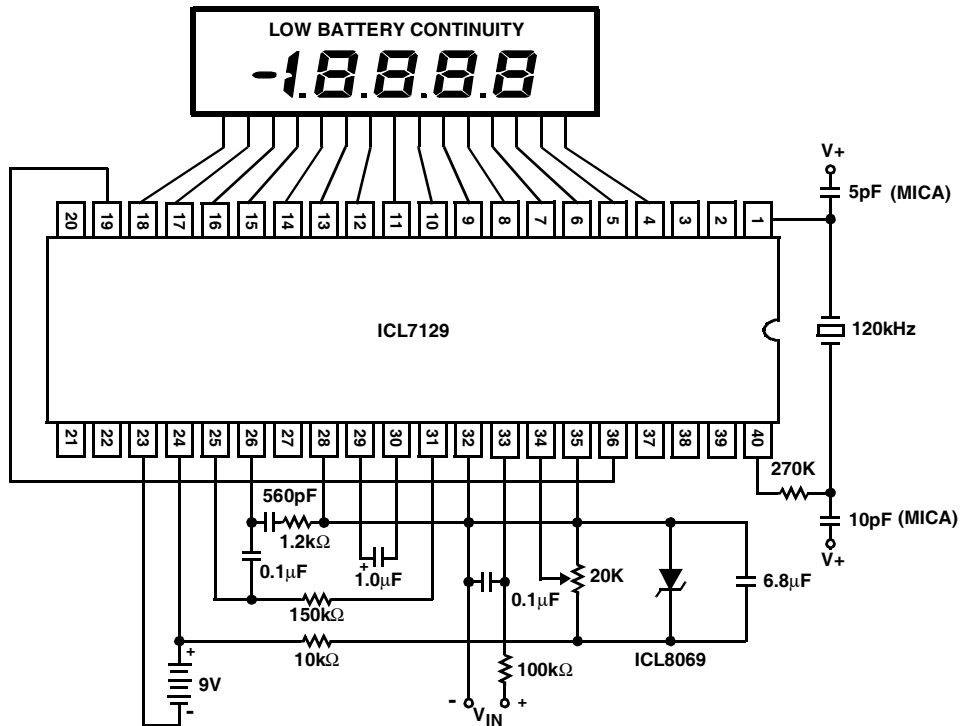 LOW BATTERY CONTINUITY
-1.8.8.8.8
V+
5pF (MICA)
20 19 18 17 16 15 14 13 12 11 10 9 8 7 6 5 4 3 2 1
ICL7129
120kHz
21 22 23 24 25 26 27 28 29 30 31 32 33 34 35 36 37 38 39 40
270K
560pF
1.2kΩ
10pF (MICA)
V+
0.1μF
+
1.0μF
0.1μF
20K
6.8μF
150kΩ
10kΩ
ICL8069
+
9V
-
100kΩ
- VIN +